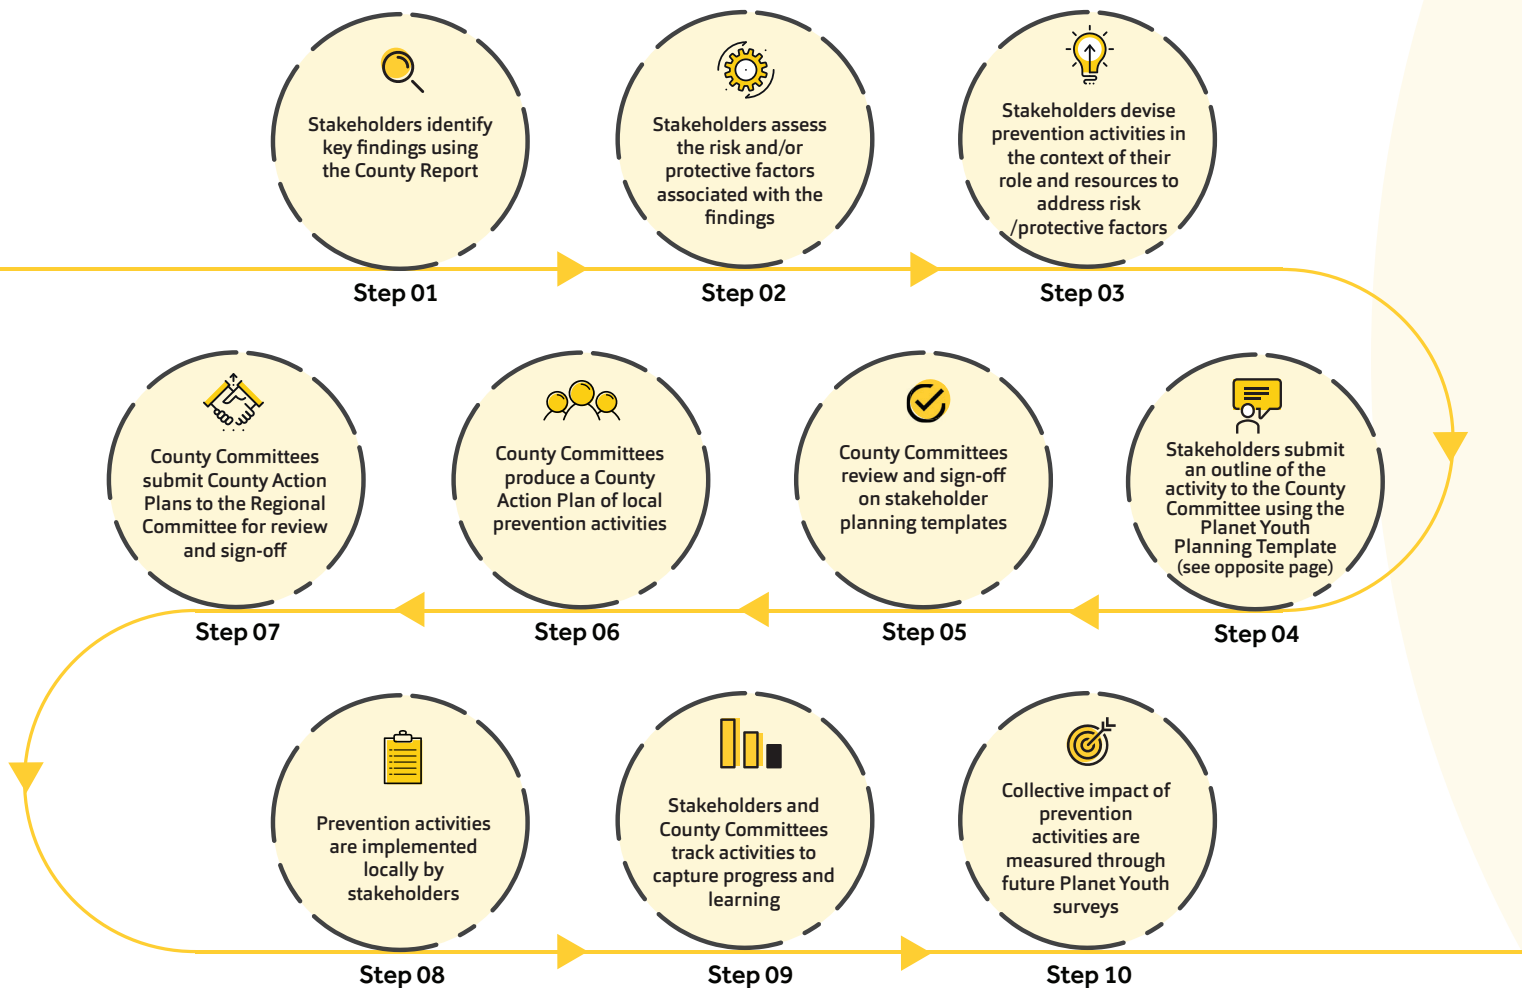 Stakeholders identify
key findings using
the County Report
Step 01
Stakeholders assess
the risk and/or
protective factors
associated with the
findings
Step 02
Stakeholders devise
prevention activities in
the context of their
role and resources to
address risk
/protective factors
Step 03
Stakeholders submit
an outline of the
activity to the County
Committee using the
Planet Youth
Planning Template
(see opposite page)
Step 04
County Committees
review and sign-off
on stakeholder
planning templates
Step 05
County Committees
produce a County
Action Plan of local
prevention activities
Step 06
County Committees
submit County Action
Plans to the Regional
Committee for review
and sign-off
Step 07
Prevention activities
are implemented
locally by
stakeholders
Step 08
Stakeholders and
County Committees
track activities to
capture progress and
learning
Step 09
Collective impact of
prevention
activities are
measured through
future Planet Youth
surveys
Step 10